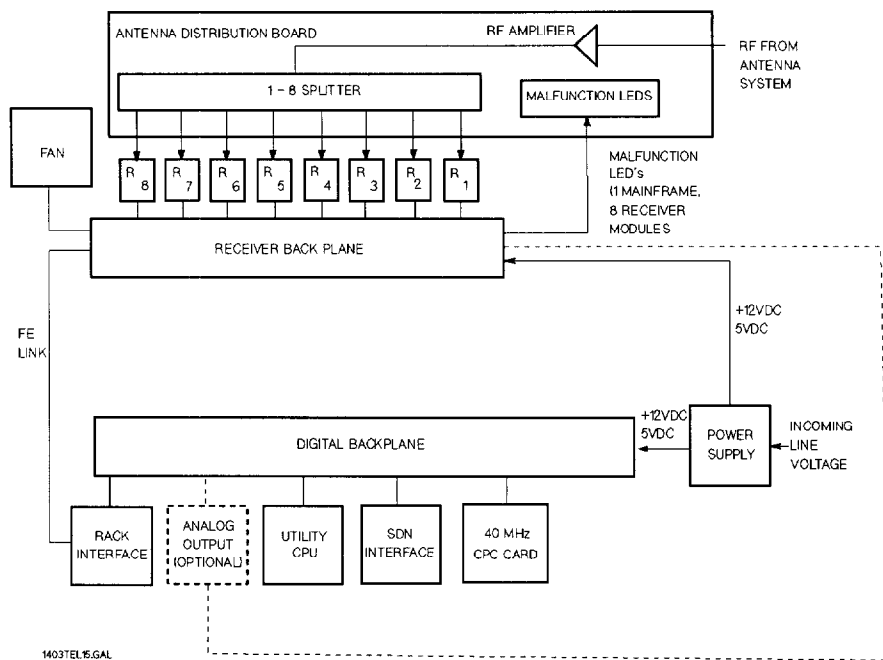 ANTENNA DISTRIBUTION BOARD
RF AMPLIFIER
RF FROM
ANTENNA
SYSTEM
1 – 8 SPLITTER
MALFUNCTION LEDS
FAN
R 8
R 7
R 6
R 5
R 4
R 3
R 2
R 1
MALFUNCTION
LED's
(1 MAINFRAME,
8 RECEIVER
MODULES
RECEIVER BACK PLANE
FE
LINK
+12VDC
5VDC
DIGITAL BACKPLANE
+12VDC
5VDC
POWER
SUPPLY
INCOMING
LINE
VOLTAGE
RACK
INTERFACE
ANALOG
OUTPUT
(OPTIONAL)
UTILITY
CPU
SDN
INTERFACE
40 MHz
CPC CARD
1403TEL15.GAL